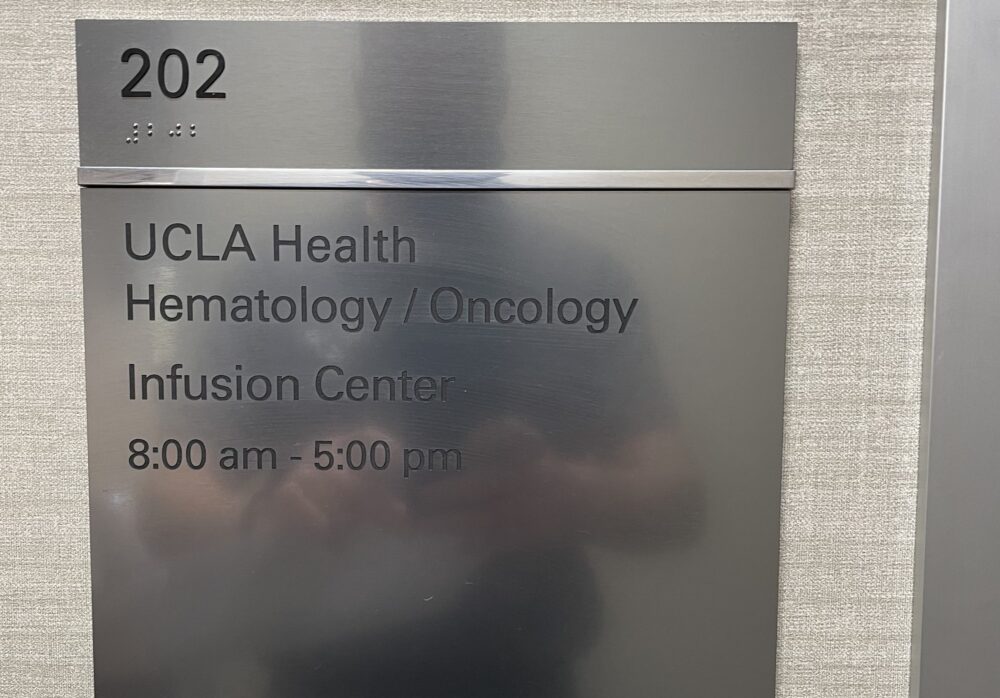 202
UCLA Health
Hematology / Oncology
Infusion Center
8:00 am - 5:00 pm